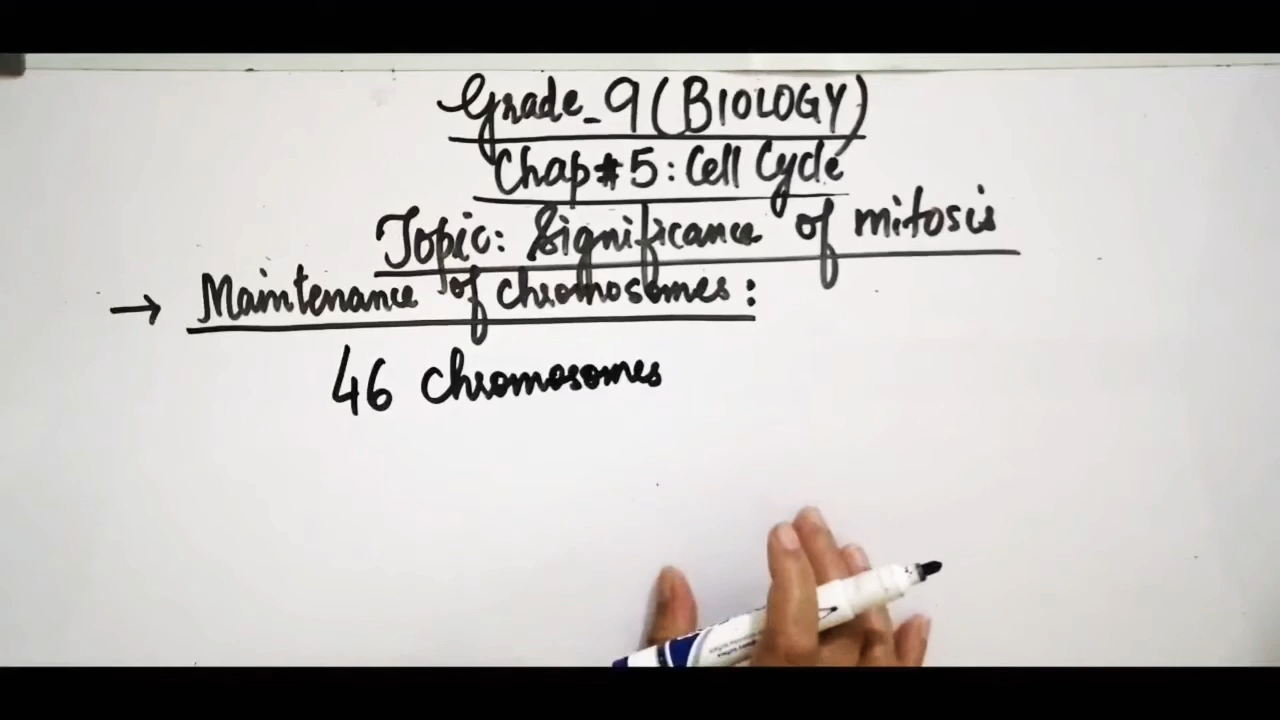 Grade_9 (BIOLOGY)
Chap#5: Cell Cycle
Topic: Significance of mitosis
→ Maintenance of chromosomes:
46 chromosomes